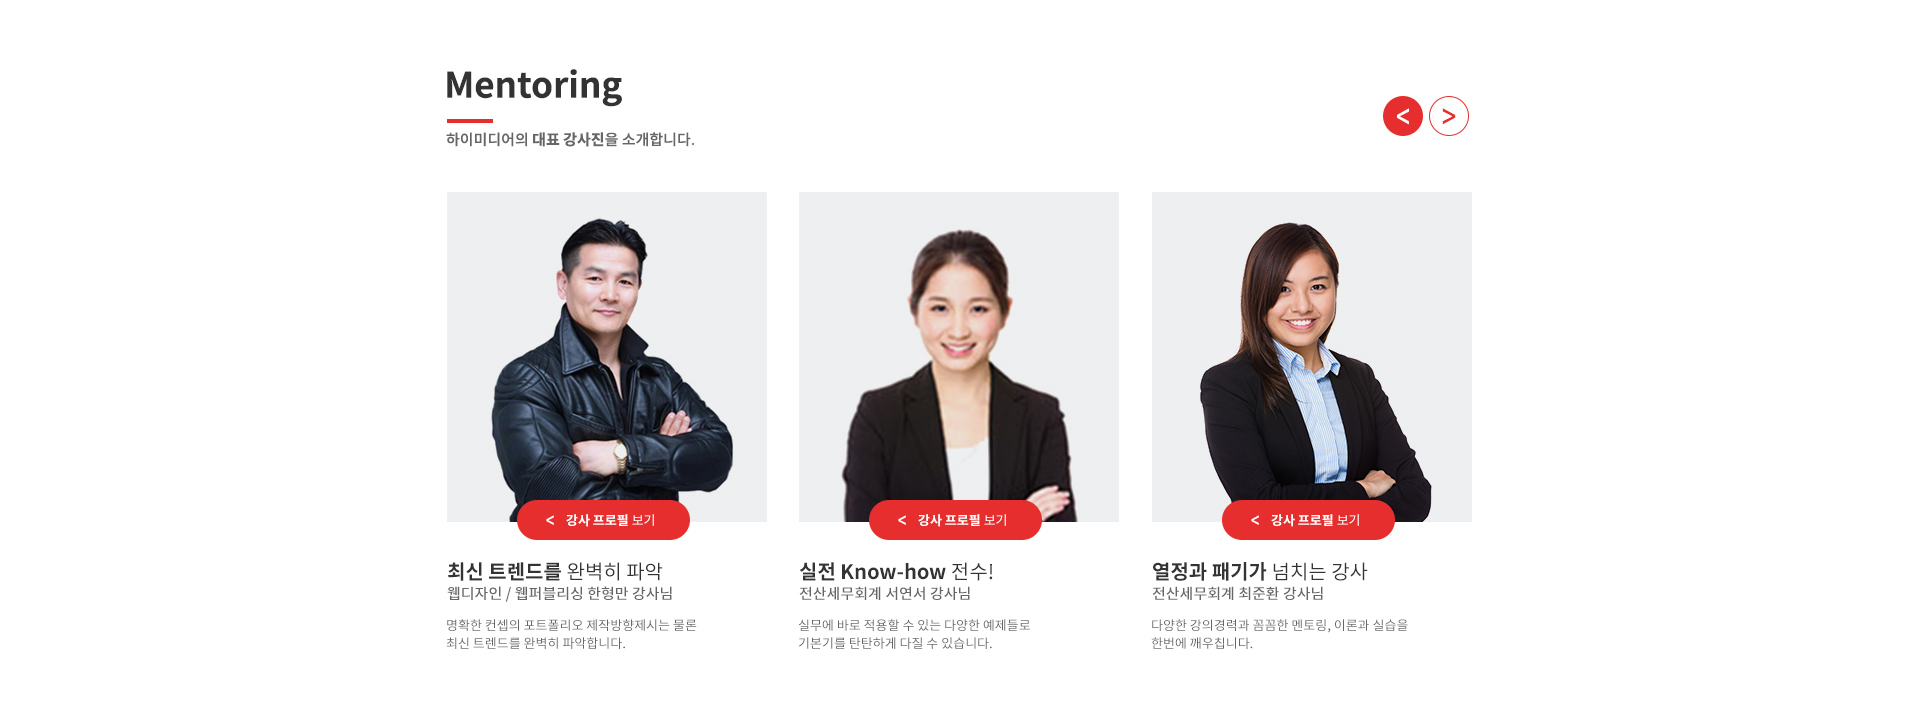 Mentoring
하이미디어의 대표 강사진을 소개합니다.
< >
< 강사 프로필 보기
최신 트렌드를 완벽히 파악
웹디자인 / 웹퍼블리싱 한형만 강사님
명확한 컨셉의 포트폴리오 제작방향제시는 물론
최신 트렌드를 완벽히 파악합니다.
< 강사 프로필 보기
실전 Know-how 전수!
전산세무회계 서연서 강사님
실무에 바로 적용할 수 있는 다양한 예제들로
기본기를 탄탄하게 다질 수 있습니다.
< 강사 프로필 보기
열정과 패기가 넘치는 강사
전산세무회계 최준환 강사님
다양한 강의경력과 꼼꼼한 멘토링, 이론과 실습을
한번에 깨우칩니다.